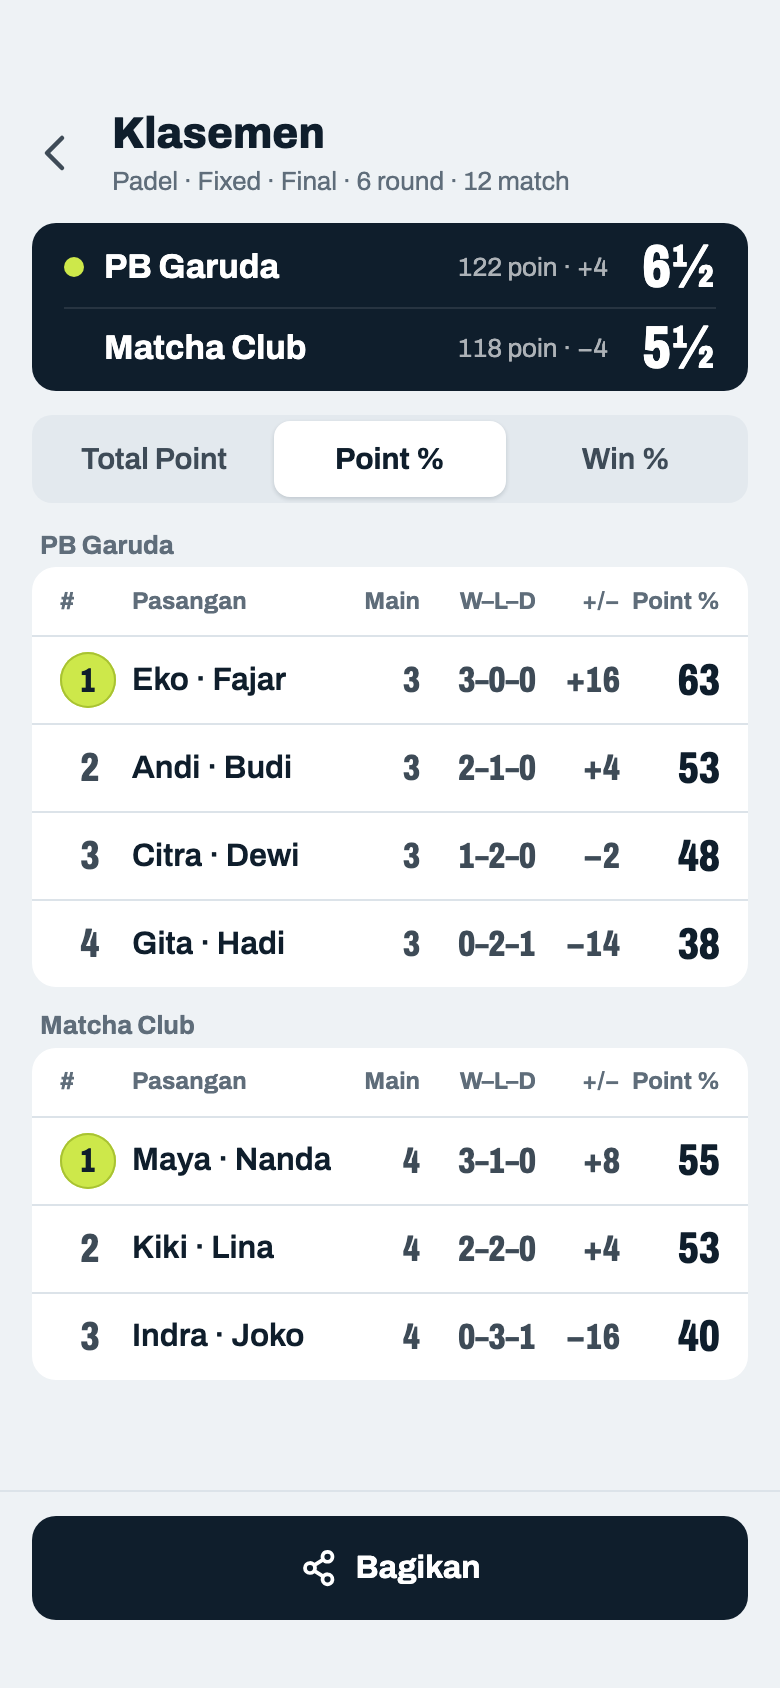 Klasemen
Padel · Fixed · Final · 6 round · 12 match
PB Garuda 122 poin · +4 6½
Matcha Club 118 poin · −4 5½
Total Point Point % Win %
PB Garuda
# Pasangan Main W–L–D +/− Point %
1 Eko · Fajar 3 3–0–0 +16 63
2 Andi · Budi 3 2–1–0 +4 53
3 Citra · Dewi 3 1–2–0 −2 48
4 Gita · Hadi 3 0–2–1 −14 38
Matcha Club
# Pasangan Main W–L–D +/− Point %
1 Maya · Nanda 4 3–1–0 +8 55
2 Kiki · Lina 4 2–2–0 +4 53
3 Indra · Joko 4 0–3–1 −16 40
Bagikan